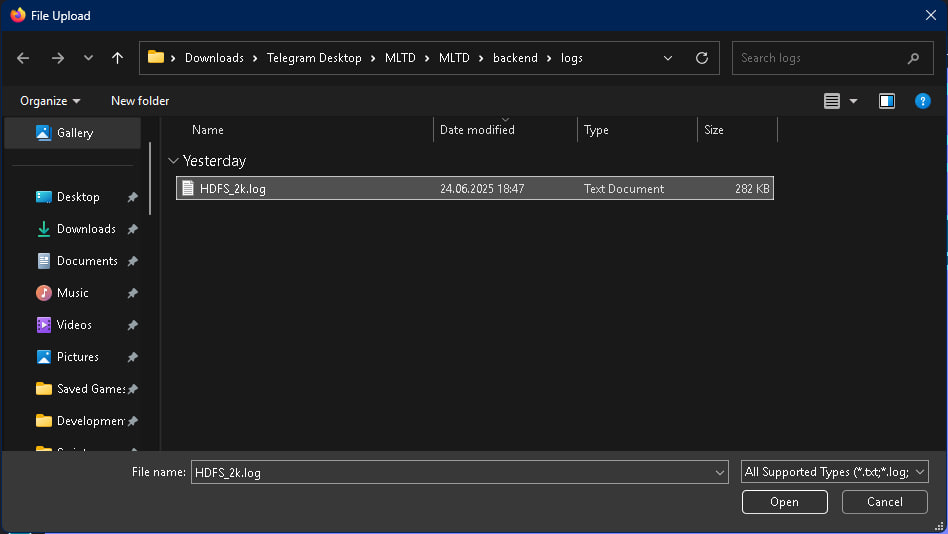 File Upload
Downloads > Telegram Desktop > MLTD > MLTD > backend > logs
Search logs
Organize
New folder
Gallery
Name
Date modified
Type
Size
Yesterday
HDFS_2k.log
24.06.2025 18:47
Text Document
282 KB
Desktop
Downloads
Documents
Music
Videos
Pictures
Saved Games
Development
File name:
HDFS_2k.log
All Supported Types (*.txt;*.log;
Open
Cancel